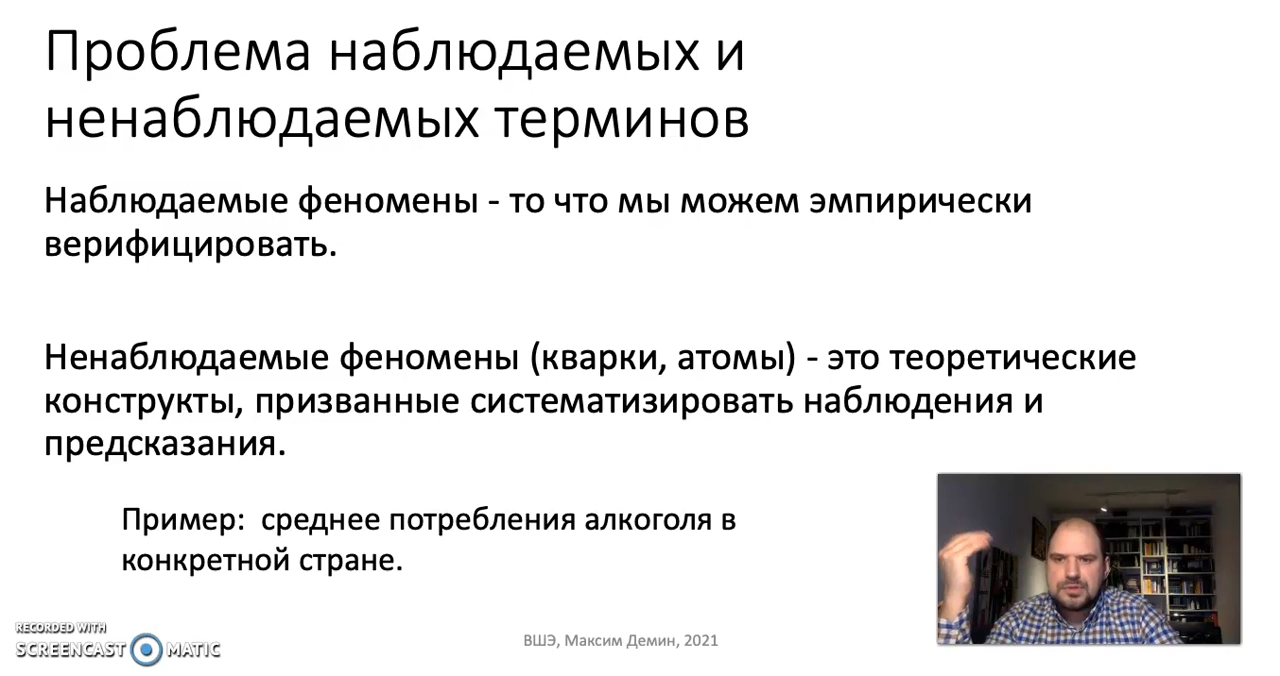 Проблема наблюдаемых и
ненаблюдаемых терминов
Наблюдаемые феномены - то что мы можем эмпирически
верифицировать.
Ненаблюдаемые феномены (кварки, атомы) - это теоретические
конструкты, призванные систематизировать наблюдения и
предсказания.
Пример:  среднее потребления алкоголя в
конкретной стране.
RECORDED WITH
SCREENCAST MATIC
ВШЭ, Максим Демин, 2021